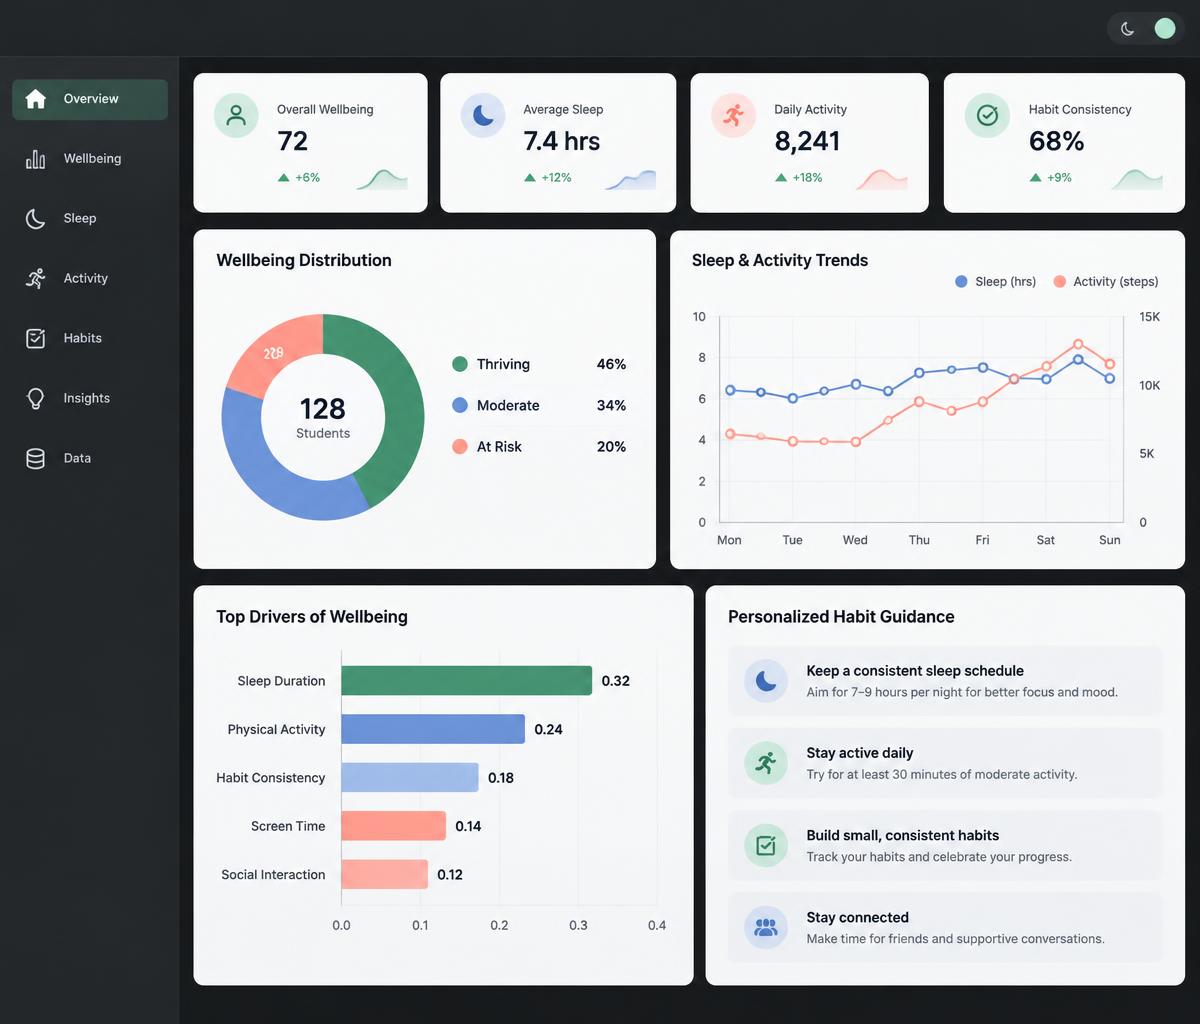 Overview
Wellbeing
Sleep
Activity
Habits
Insights
Data
Overall Wellbeing
72
+6%
Average Sleep
7.4 hrs
+12%
Daily Activity
8,241
+18%
Habit Consistency
68%
+9%
Wellbeing Distribution
128
Students
Thriving 46%
Moderate 34%
At Risk 20%
Sleep & Activity Trends
Sleep (hrs) Activity (steps)
10 15K
8
10K
6
4
5K
2
0 0
Mon Tue Wed Thu Fri Sat Sun
Top Drivers of Wellbeing
Sleep Duration 0.32
Physical Activity 0.24
Habit Consistency 0.18
Screen Time 0.14
Social Interaction 0.12
0.0 0.1 0.2 0.3 0.4
Personalized Habit Guidance
Keep a consistent sleep schedule
Aim for 7–9 hours per night for better focus and mood.
Stay active daily
Try for at least 30 minutes of moderate activity.
Build small, consistent habits
Track your habits and celebrate your progress.
Stay connected
Make time for friends and supportive conversations.